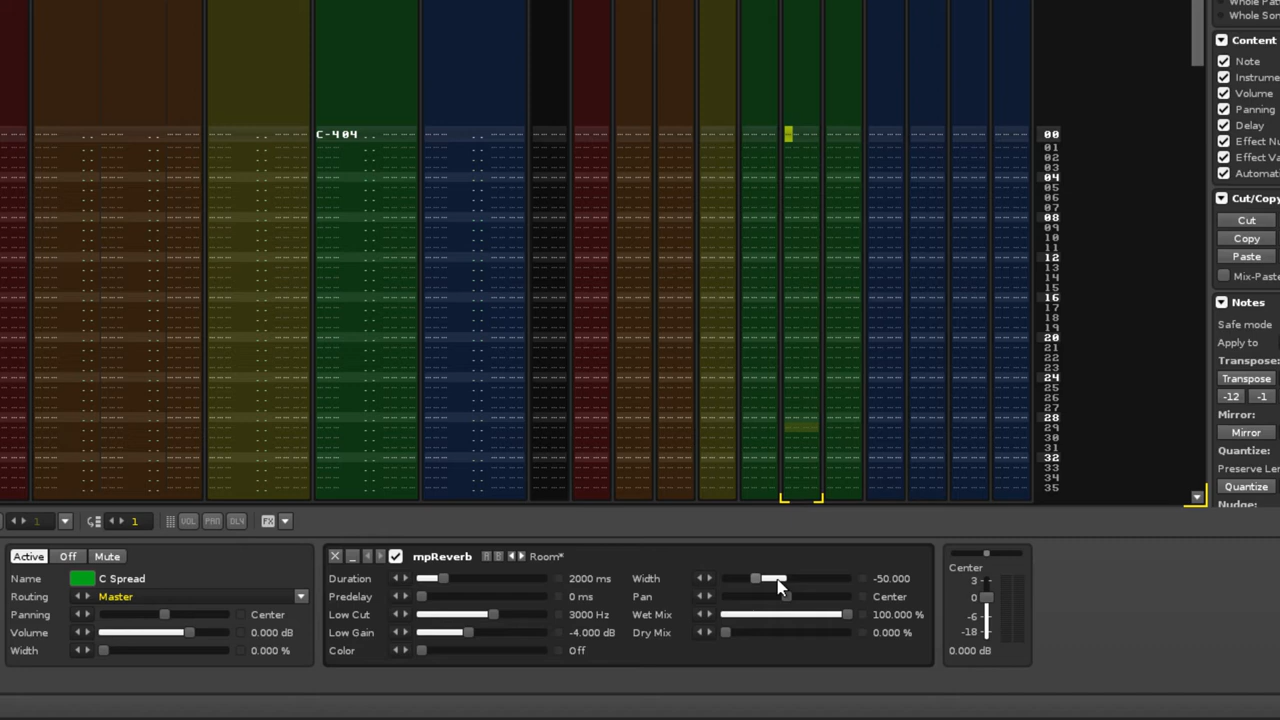 Whole Pat
Whole Son
Content
Note
Instrume
Volume
Panning
Delay
Effect Nu
Effect Va
Automat
Cut/Copy
Cut
Copy
Paste
Mix-Paste
Notes
Safe mode
Apply to
Transpose:
Transpose
-12 -1
Mirror:
Mirror
Quantize:
Preserve Len
Quantize
Nudge:
C-404
00
01
02
03
04
05
06
07
08
09
10
11
12
13
14
15
16
17
18
19
20
21
22
23
24
25
26
27
28
29
30
31
32
33
34
35
1 1 VOL PAN DLY FX
Active Off Mute
Name C Spread
Routing Master
Panning Center
Volume 0.000 dB
Width 0.000 %
mpReverb A B Room*
Duration 2000 ms
Predelay 0 ms
Low Cut 3000 Hz
Low Gain -4.000 dB
Color Off
Width -50.000
Pan Center
Wet Mix 100.000 %
Dry Mix 0.000 %
Center
3
0
-6
-18
0.000 dB